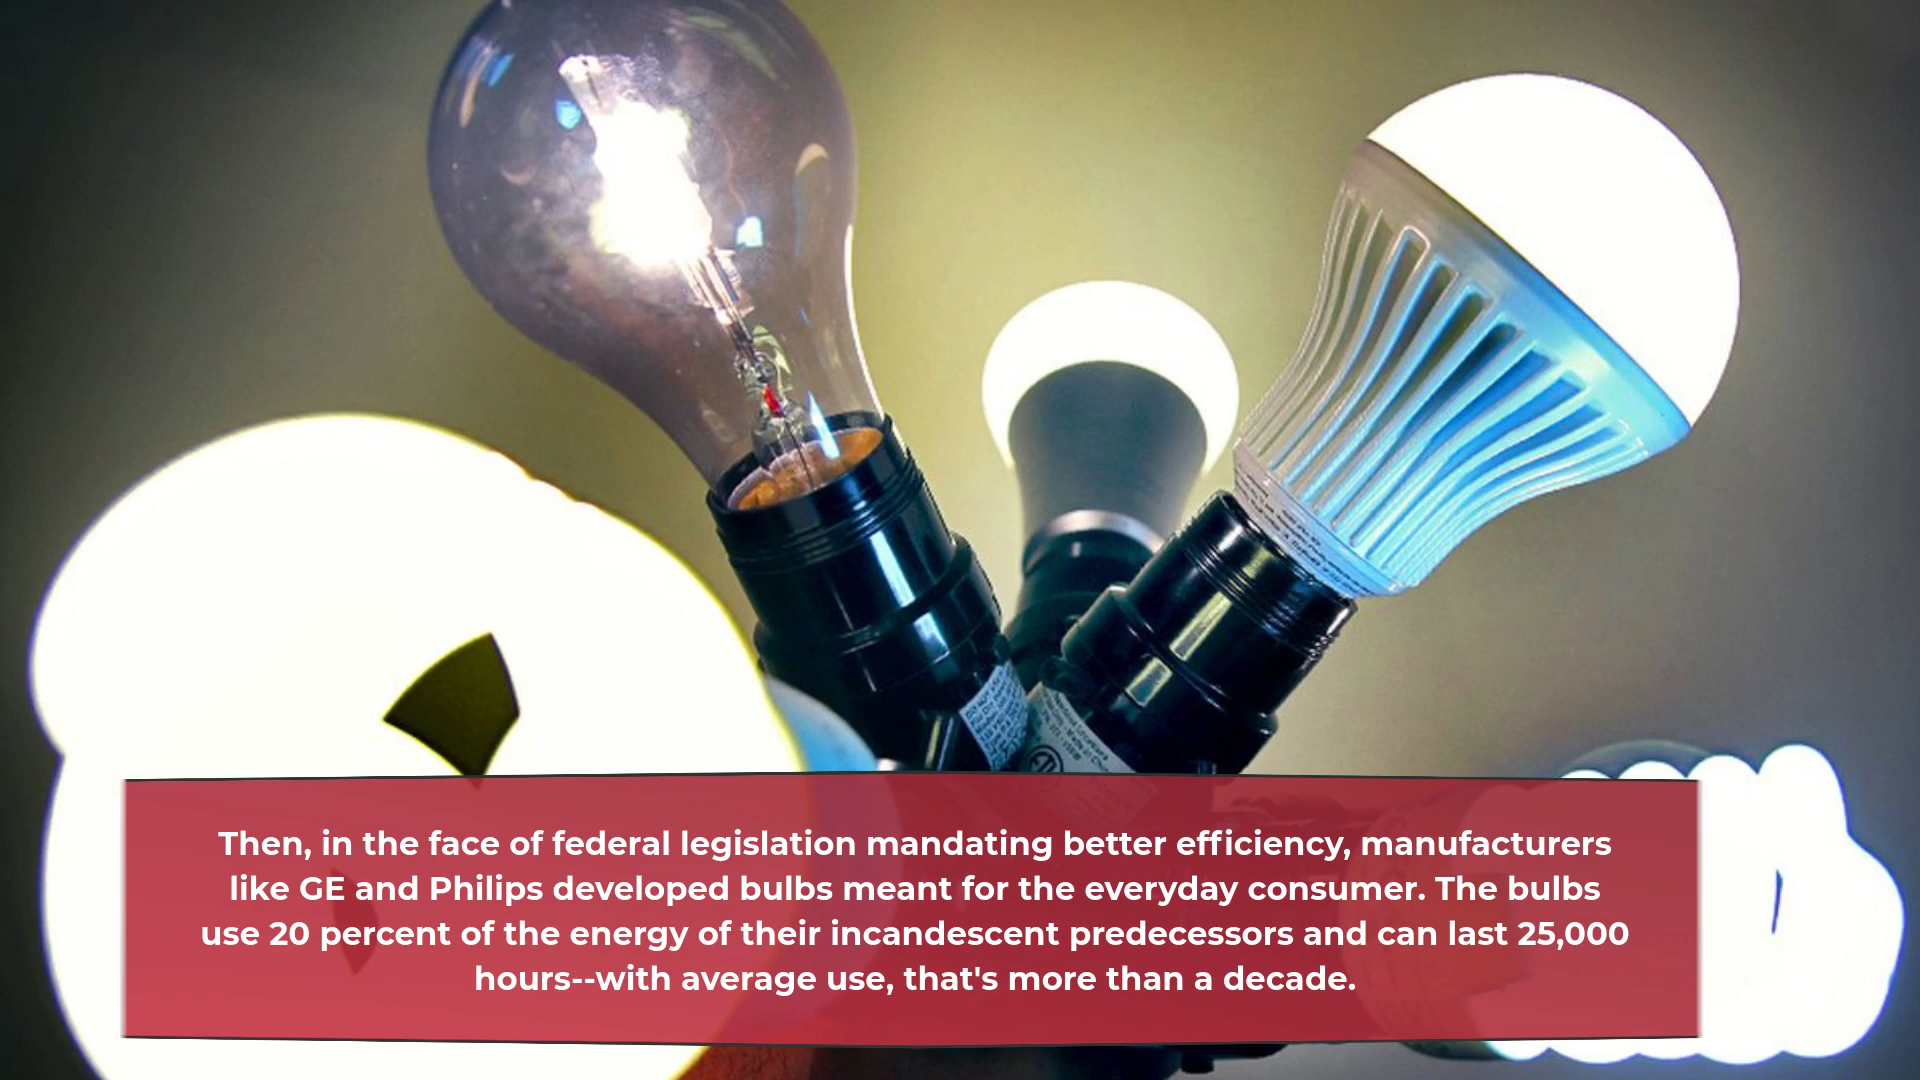 Then, in the face of federal legislation mandating better efficiency, manufacturers
like GE and Philips developed bulbs meant for the everyday consumer. The bulbs
use 20 percent of the energy of their incandescent predecessors and can last 25,000
hours--with average use, that's more than a decade.